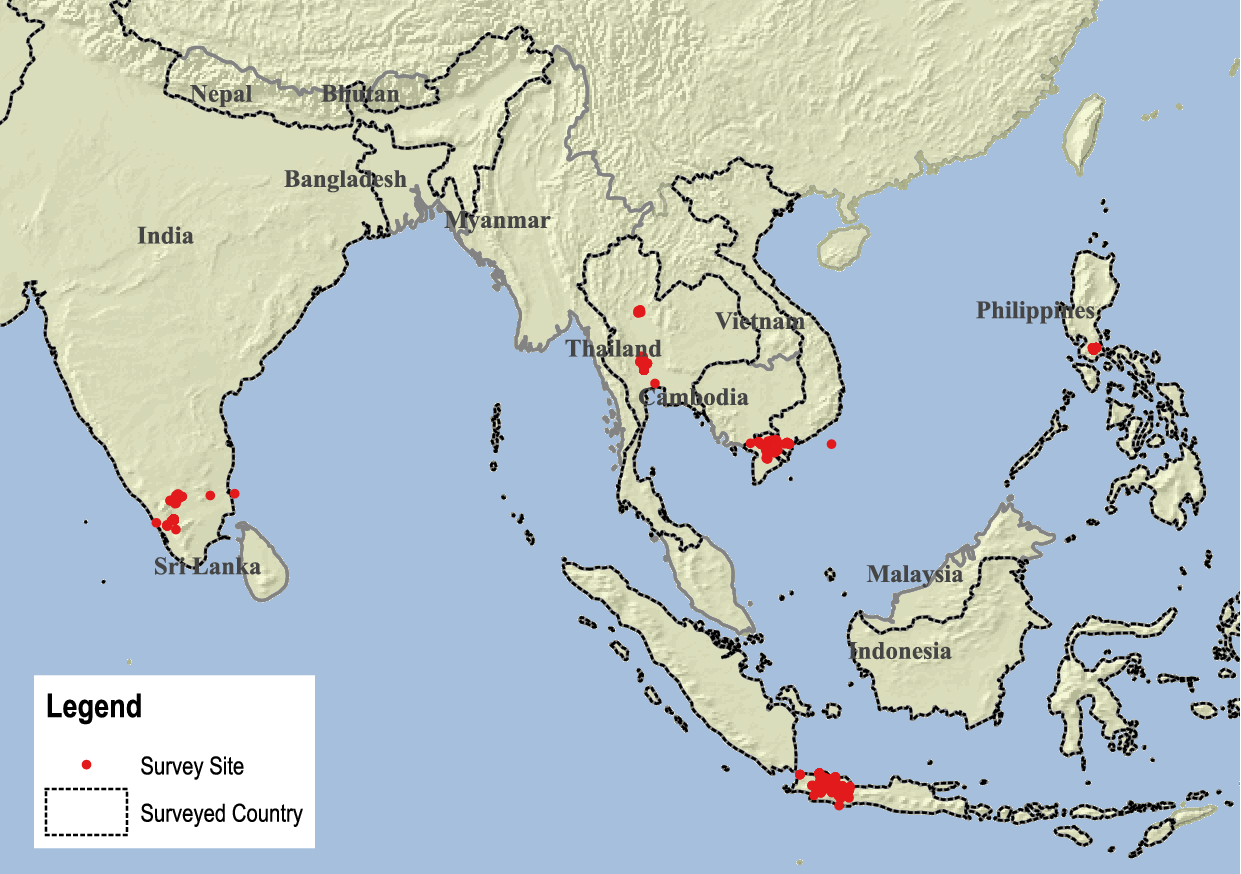 Nepal
Bhutan
Bangladesh
Myanmar
India
Philippines
Vietnam
Thailand
Cambodia
Sri Lanka
Malaysia
Indonesia
Legend
Survey Site
Surveyed Country